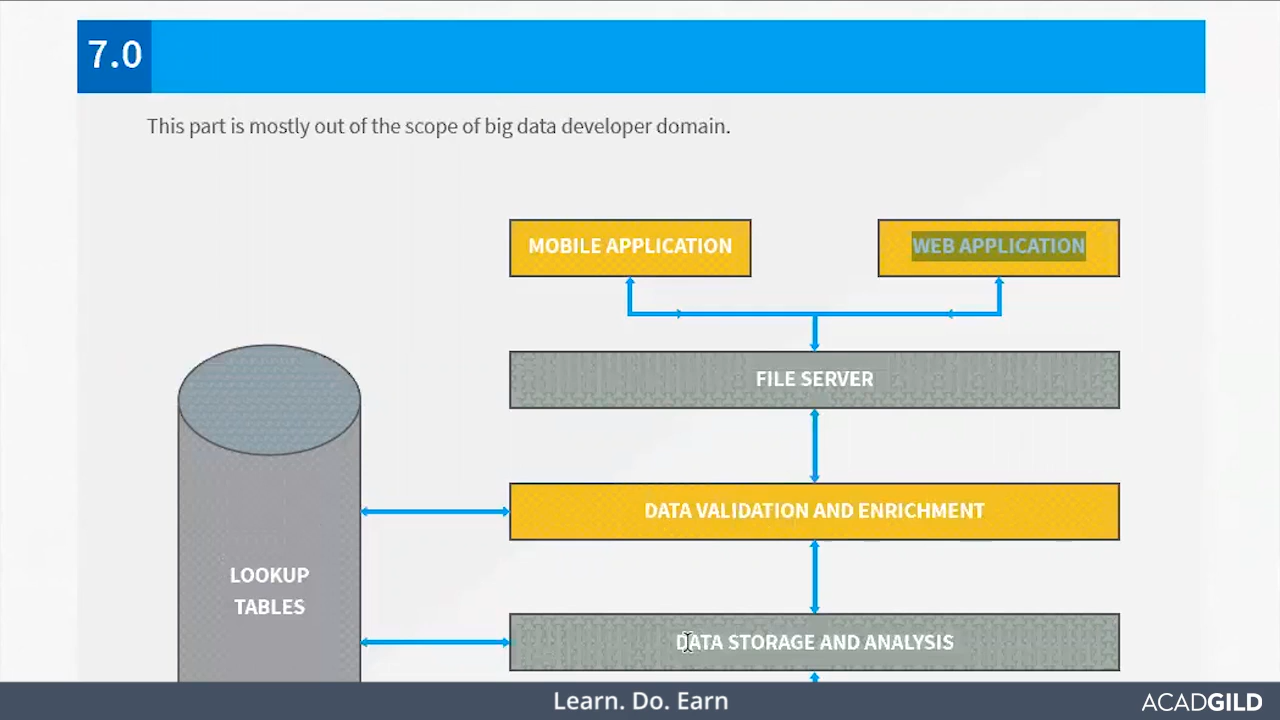 7.0
This part is mostly out of the scope of big data developer domain.
MOBILE APPLICATION
WEB APPLICATION
FILE SERVER
DATA VALIDATION AND ENRICHMENT
LOOKUP
TABLES
DATA STORAGE AND ANALYSIS
Learn. Do. Earn
ACADGILD